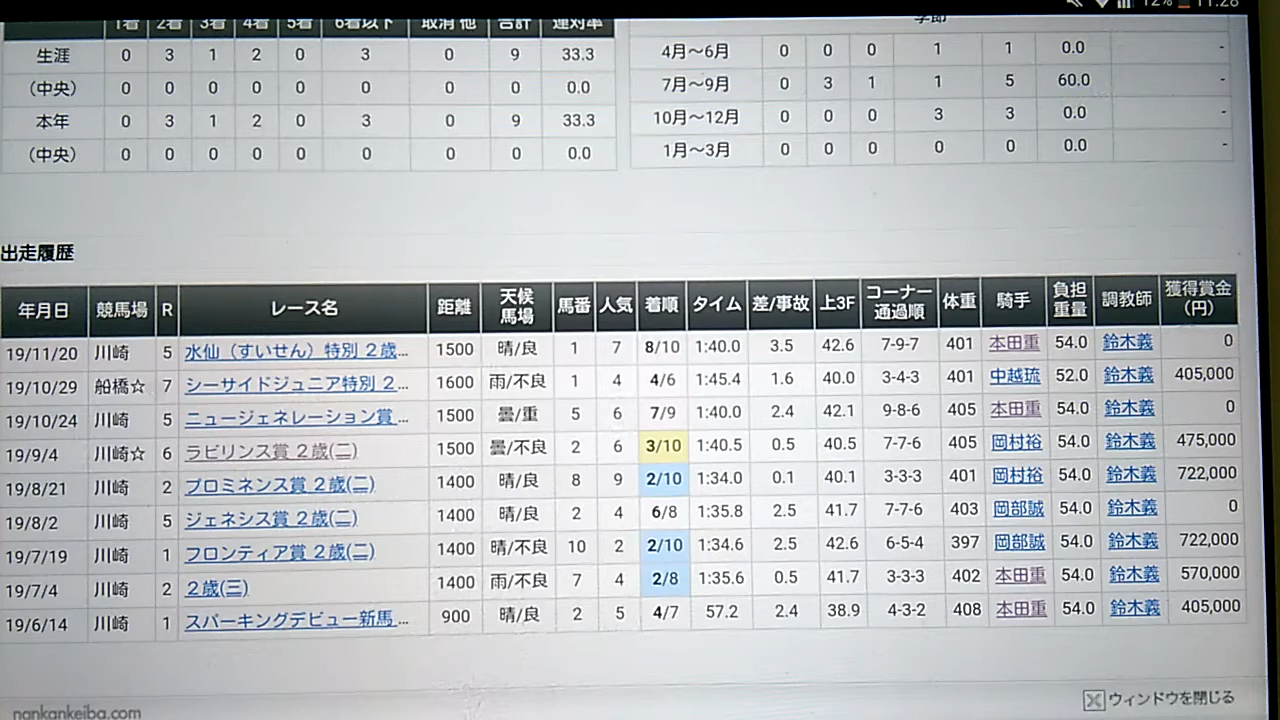 12% 11:28
1着 2着 3着 4着 5着 6着以下 取消 他 合計 連対率
生涯 0 3 1 2 0 3 0 9 33.3
（中央） 0 0 0 0 0 0 0 0 0.0
本年 0 3 1 2 0 3 0 9 33.3
（中央） 0 0 0 0 0 0 0 0 0.0
季節
4月～6月 0 0 0 1 1 0.0 -
7月～9月 0 3 1 1 5 60.0 -
10月～12月 0 0 0 3 3 0.0 -
1月～3月 0 0 0 0 0 0.0 -
出走履歴
年月日 競馬場 R レース名 距離 天候馬場 馬番 人気 着順 タイム 差/事故 上3F コーナー通過順 体重 騎手 負担重量 調教師 獲得賞金（円）
19/11/20 川崎 5 水仙（すいせん）特別 2歳... 1500 晴/良 1 7 8/10 1:40.0 3.5 42.6 7-9-7 401 本田重 54.0 鈴木義 0
19/10/29 船橋☆ 7 シーサイドジュニア特別 2... 1600 雨/不良 1 4 4/6 1:45.4 1.6 40.0 3-4-3 401 中越琉 52.0 鈴木義 405,000
19/10/24 川崎 5 ニュージェネレーション賞 ... 1500 曇/重 5 6 7/9 1:40.0 2.4 42.1 9-8-6 405 本田重 54.0 鈴木義 0
19/9/4 川崎☆ 6 ラビリンス賞 2歳(二) 1500 曇/不良 2 6 3/10 1:40.5 0.5 40.5 7-7-6 405 岡村裕 54.0 鈴木義 475,000
19/8/21 川崎 2 プロミネンス賞 2歳(二) 1400 晴/良 8 9 2/10 1:34.0 0.1 40.1 3-3-3 401 岡村裕 54.0 鈴木義 722,000
19/8/2 川崎 5 ジェネシス賞 2歳(二) 1400 晴/良 2 4 6/8 1:35.8 2.5 41.7 7-7-6 403 岡部誠 54.0 鈴木義 0
19/7/19 川崎 1 フロンティア賞 2歳(二) 1400 晴/不良 10 2 2/10 1:34.6 2.5 42.6 6-5-4 397 岡部誠 54.0 鈴木義 722,000
19/7/4 川崎 2 2歳(三) 1400 雨/不良 7 4 2/8 1:35.6 0.5 41.7 3-3-3 402 本田重 54.0 鈴木義 570,000
19/6/14 川崎 1 スパーキングデビュー新馬 ... 900 晴/良 2 5 4/7 57.2 2.4 38.9 4-3-2 408 本田重 54.0 鈴木義 405,000
ウィンドウを閉じる
nankankeiba.com